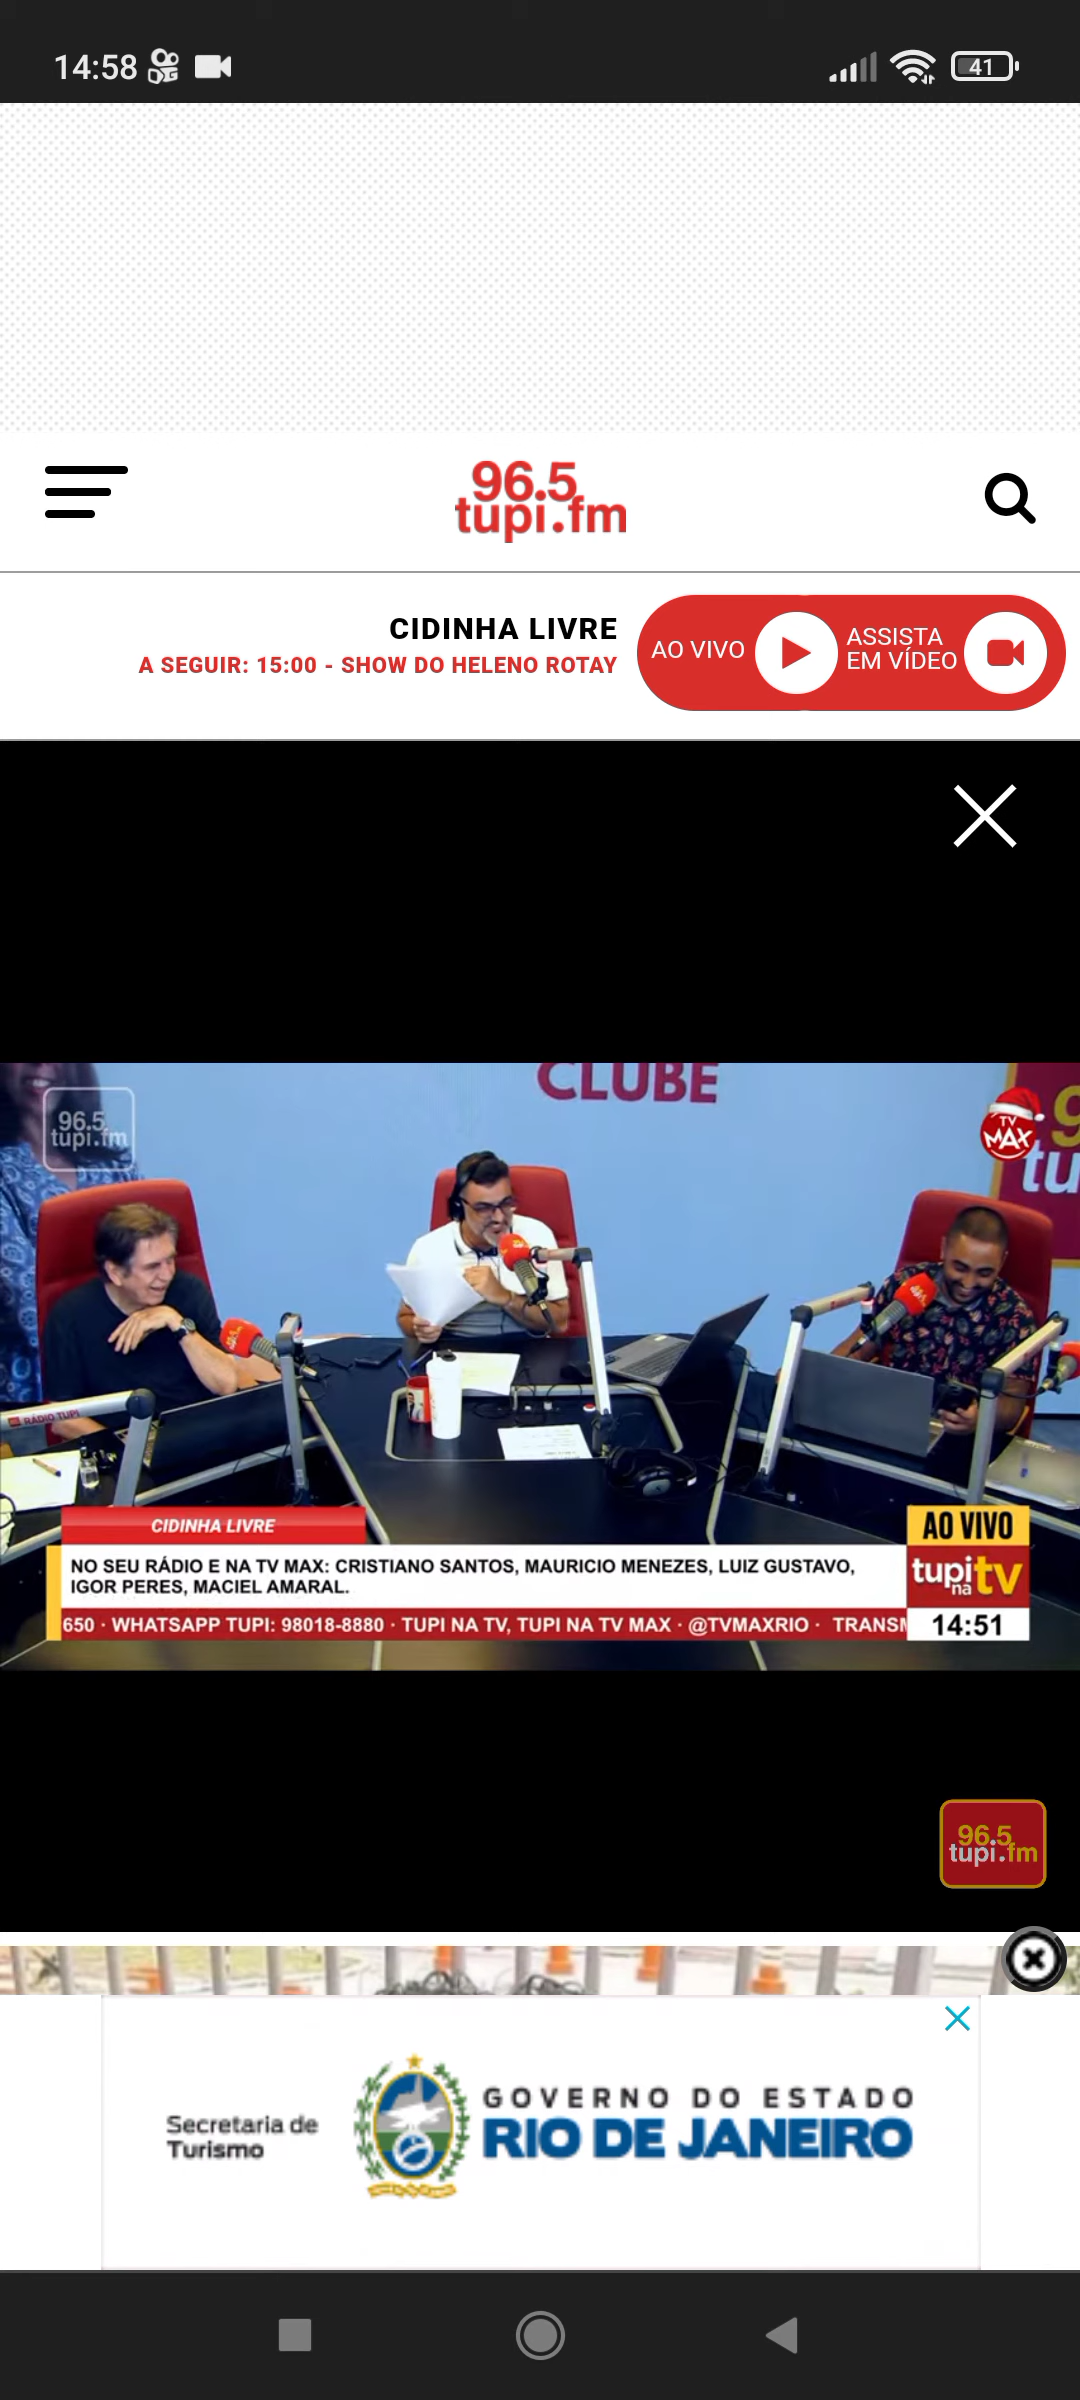 14:58
41
96.5
tupi.fm
CIDINHA LIVRE
A SEGUIR: 15:00 - SHOW DO HELENO ROTAY
AO VIVO
ASSISTA
EM VÍDEO
CLUBE
96.5
tupi.fm
TV
MAX
9
tu
RÁDIO TUPI
CIDINHA LIVRE
NO SEU RÁDIO E NA TV MAX: CRISTIANO SANTOS, MAURICIO MENEZES, LUIZ GUSTAVO,
IGOR PERES, MACIEL AMARAL.
650 · WHATSAPP TUPI: 98018-8880 · TUPI NA TV, TUPI NA TV MAX · @TVMAXRIO · TRANSM
AO VIVO
tupi na tv
14:51
96.5
tupi.fm
Secretaria de
Turismo
GOVERNO DO ESTADO
RIO DE JANEIRO